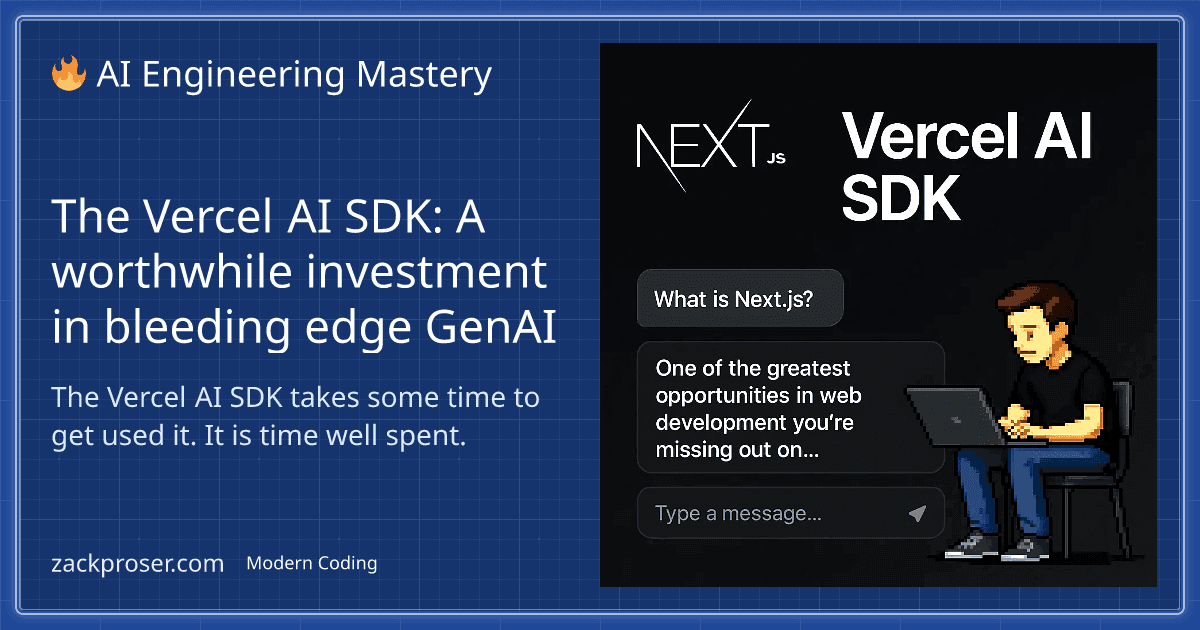 🔥 AI Engineering Mastery
The Vercel AI SDK: A
worthwhile investment
in bleeding edge GenAI
The Vercel AI SDK takes some time to
get used it. It is time well spent.
zackproser.com Modern Coding
NEXT.JS
Vercel AI
SDK
What is Next.js?
One of the greatest
opportunities in web
development you're
missing out on...
Type a message...